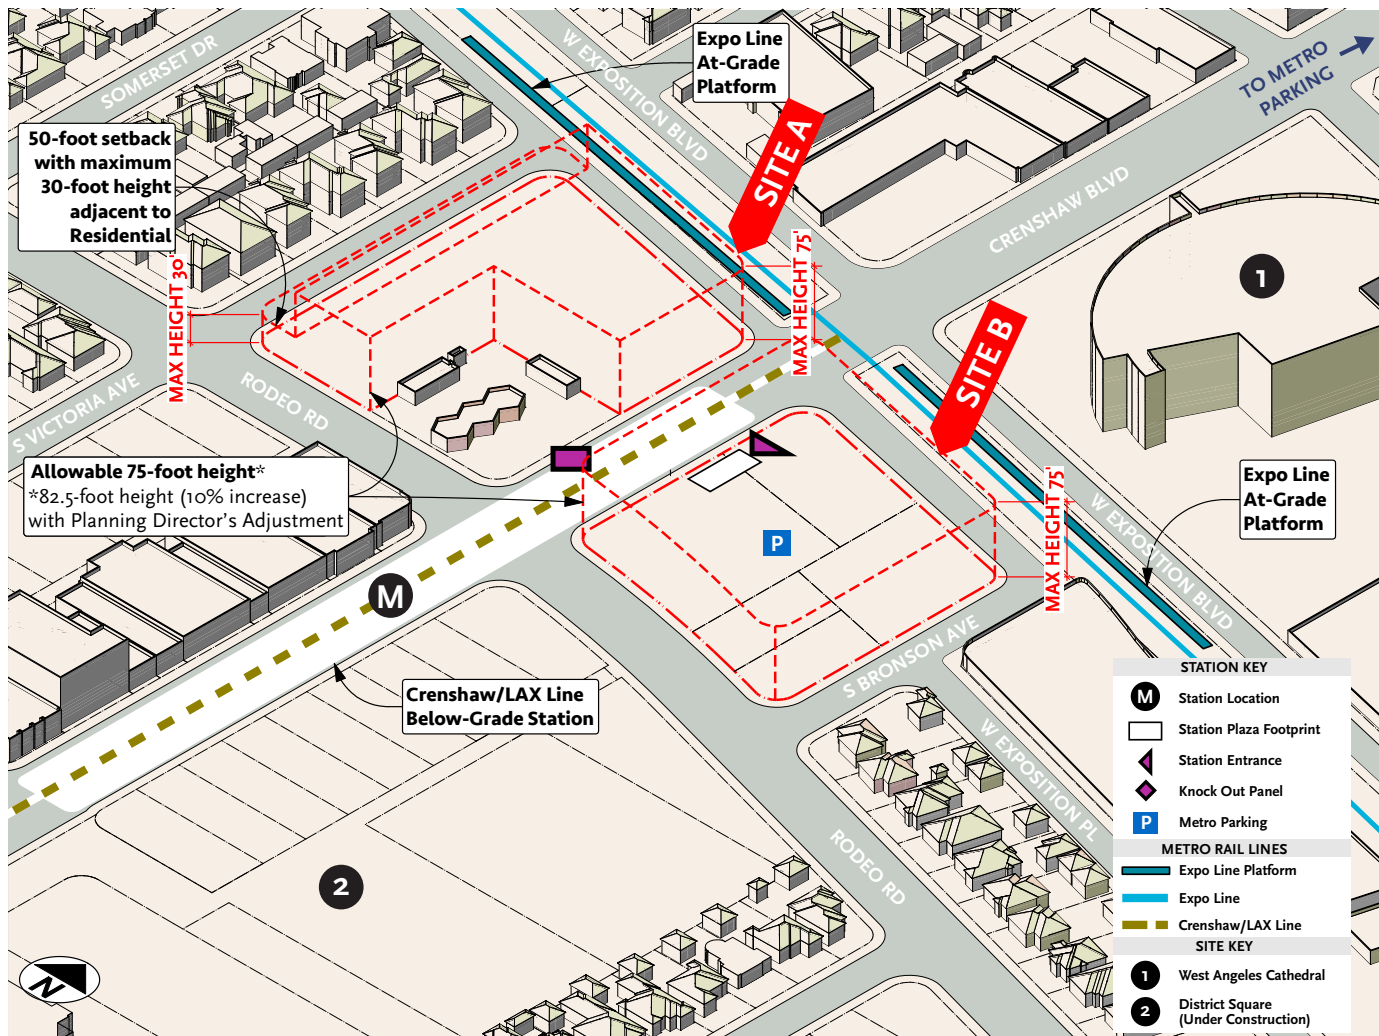 SOMERSET DR
W EXPOSITION BLVD
Expo Line
At-Grade
Platform
TO METRO
PARKING
SITE A
50-foot setback
with maximum
30-foot height
adjacent to
Residential
CRENSHAW BLVD
1
MAX HEIGHT 30'
MAX HEIGHT 75'
SITE B
S VICTORIA AVE
RODEO RD
Allowable 75-foot height*
*82.5-foot height (10% increase)
with Planning Director's Adjustment
P
MAX HEIGHT 75'
W EXPOSITION BLVD
Expo Line
At-Grade
Platform
M
Crenshaw/LAX Line
Below-Grade Station
S BRONSON AVE
W EXPOSITION PL
RODEO RD
2
N
STATION KEY
M Station Location
Station Plaza Footprint
Station Entrance
Knock Out Panel
P Metro Parking
METRO RAIL LINES
Expo Line Platform
Expo Line
Crenshaw/LAX Line
SITE KEY
1 West Angeles Cathedral
2 District Square
(Under Construction)